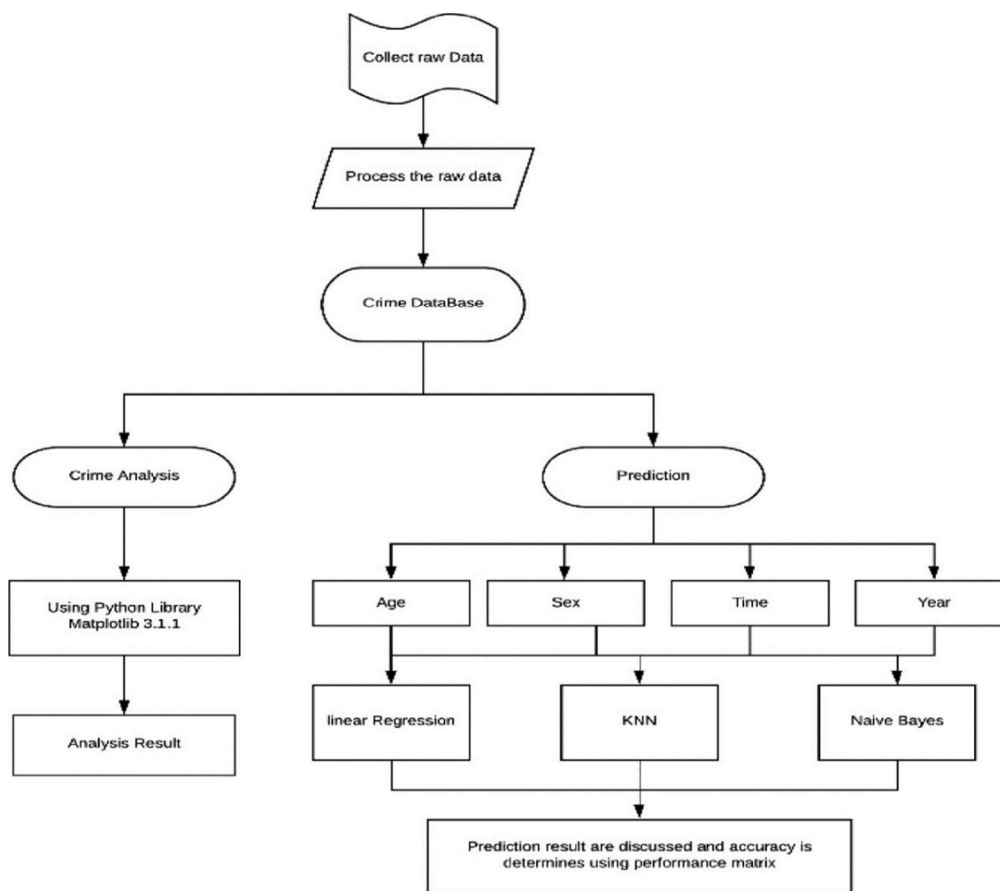 Collect raw Data
Process the raw data
Crime DataBase
Crime Analysis
Prediction
Using Python Library
Matplotlib 3.1.1
Age
Sex
Time
Year
linear Regression
KNN
Naive Bayes
Analysis Result
Prediction result are discussed and accuracy is
determines using performance matrix